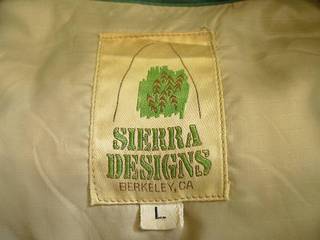 SIERRA
DESIGNS
BERKELEY, CA
L